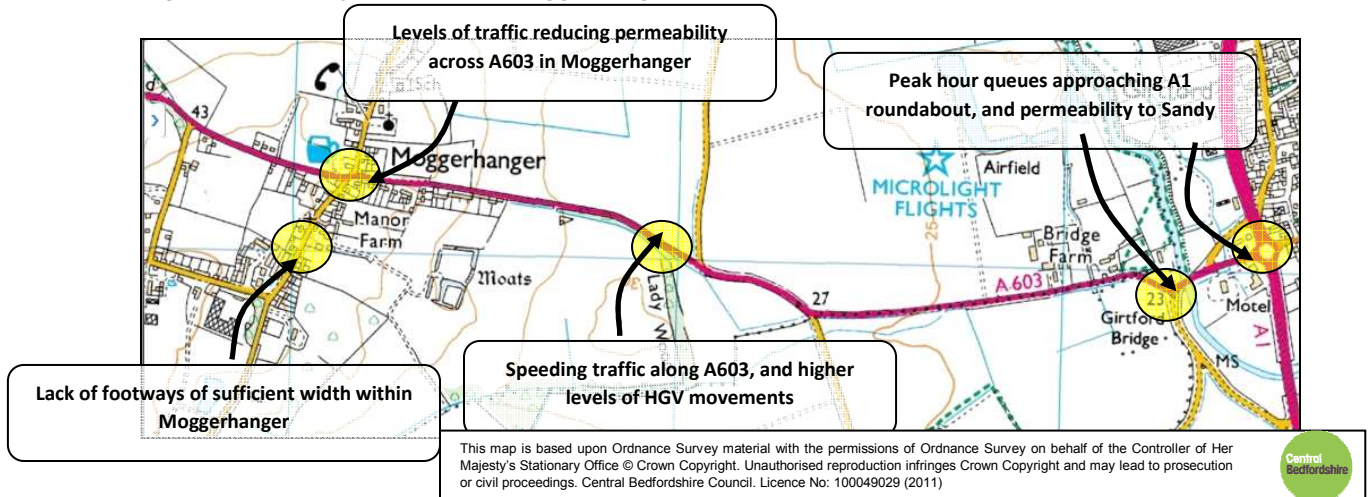 Levels of traffic reducing permeability
across A603 in Moggerhanger
Peak hour queues approaching A1
roundabout, and permeability to Sandy
43
Moggerhanger
Manor
Farm
Moats
MICROLIGHT
FLIGHTS
Airfield
25
Bridge
Farm
A 603
27
23
Girtford
Bridge
Motel
A1
MS
Lady W
Lack of footways of sufficient width within
Moggerhanger
Speeding traffic along A603, and higher
levels of HGV movements
This map is based upon Ordnance Survey material with the permissions of Ordnance Survey on behalf of the Controller of Her
Majesty's Stationary Office © Crown Copyright. Unauthorised reproduction infringes Crown Copyright and may lead to prosecution
or civil proceedings. Central Bedfordshire Council. Licence No: 100049029 (2011)
Central
Bedfordshire